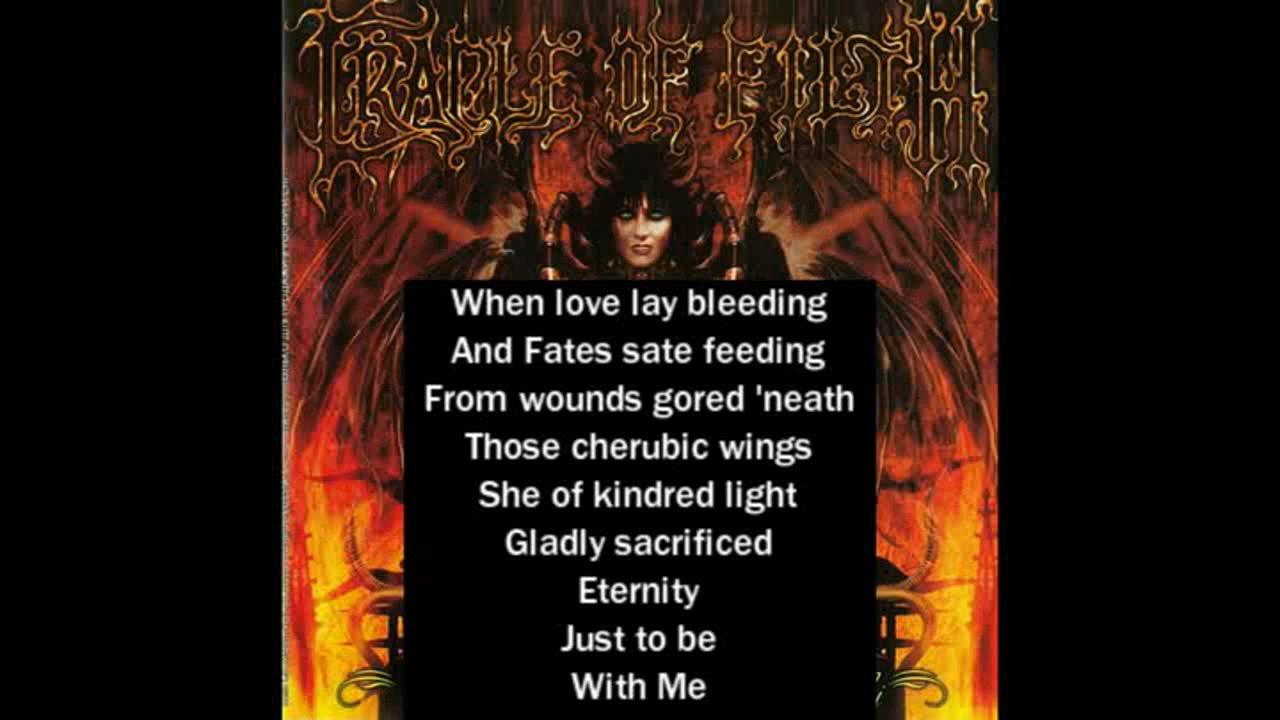 CRADLE OF FILTH
When love lay bleeding
And Fates sate feeding
From wounds gored 'neath
Those cherubic wings
She of kindred light
Gladly sacrificed
Eternity
Just to be
With Me